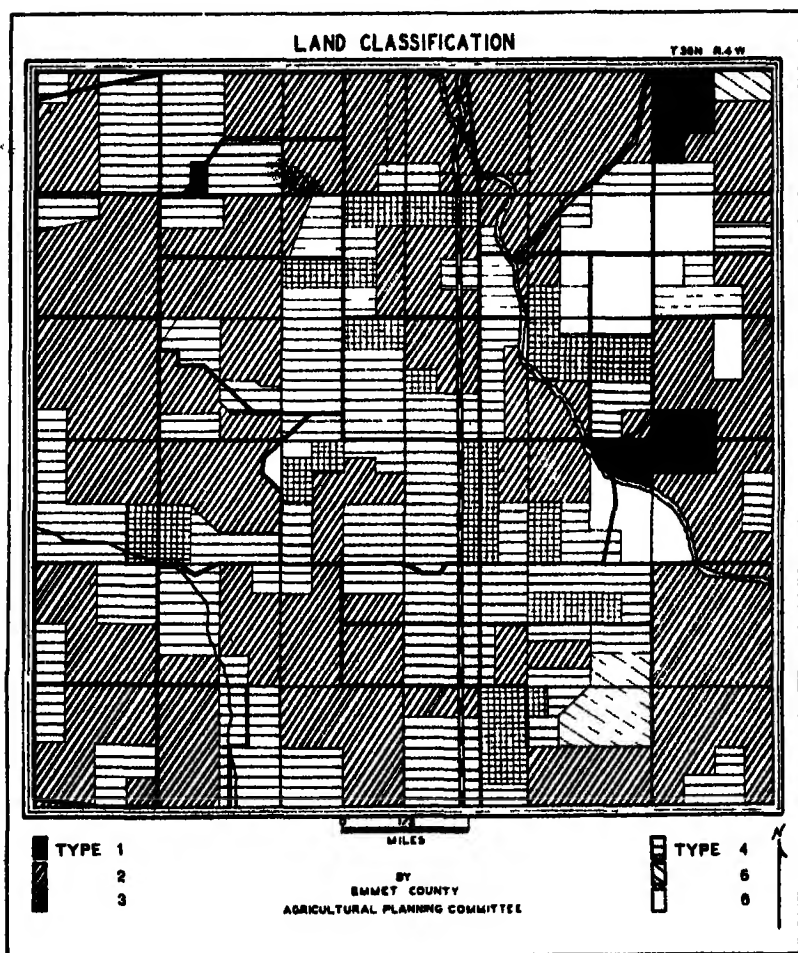 LAND CLASSIFICATION
T 36N R.4 W
0 1/2 1
MILES
TYPE 1
2
3
BY
EMMET COUNTY
AGRICULTURAL PLANNING COMMITTEE
TYPE 4
5
6
N